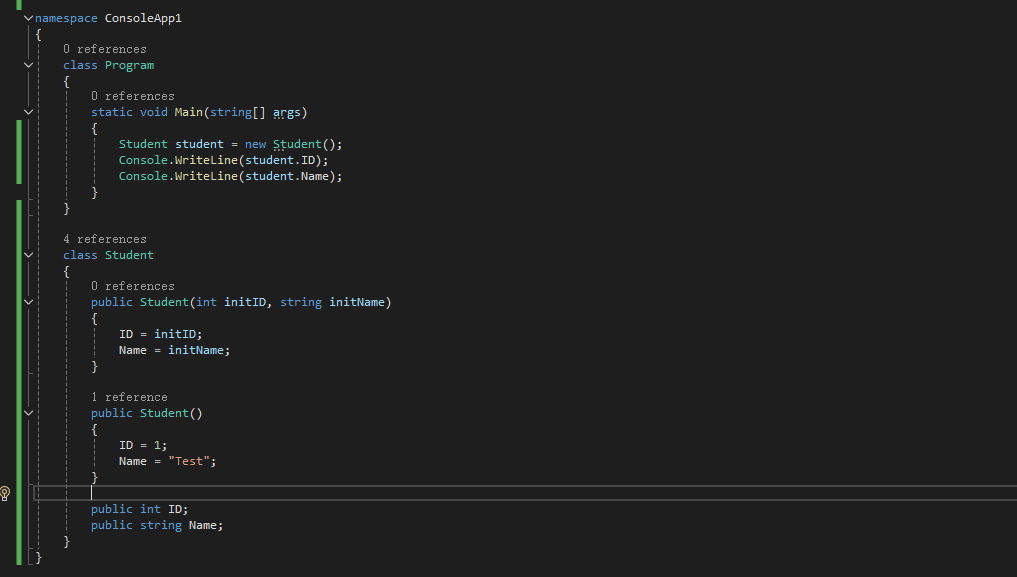 namespace ConsoleApp1
{
0 references
class Program
{
0 references
static void Main(string[] args)
{
Student student = new Student();
Console.WriteLine(student.ID);
Console.WriteLine(student.Name);
}
}
4 references
class Student
{
0 references
public Student(int initID, string initName)
{
ID = initID;
Name = initName;
}
1 reference
public Student()
{
ID = 1;
Name = "Test";
}
public int ID;
public string Name;
}
}